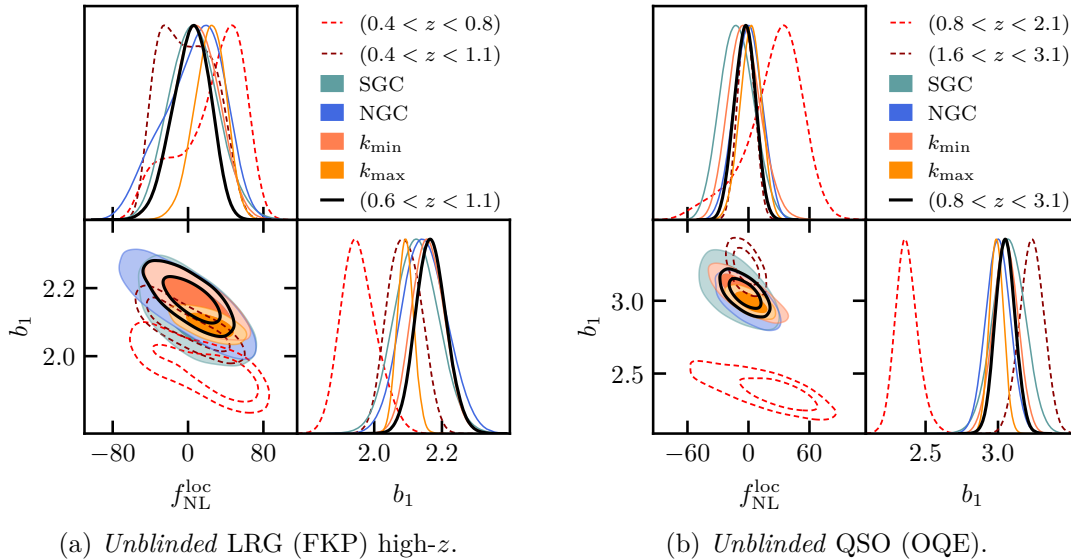 (0.4 < z < 0.8)
(0.4 < z < 1.1)
SGC
NGC
k_min
k_max
(0.6 < z < 1.1)
b_1
2.2
2.0
−80 0 80
2.0 2.2
f_NL^loc
b_1
(a) Unblinded LRG (FKP) high-z.
(0.8 < z < 2.1)
(1.6 < z < 3.1)
SGC
NGC
k_min
k_max
(0.8 < z < 3.1)
b_1
3.0
2.5
−60 0 60
2.5 3.0
f_NL^loc
b_1
(b) Unblinded QSO (OQE).